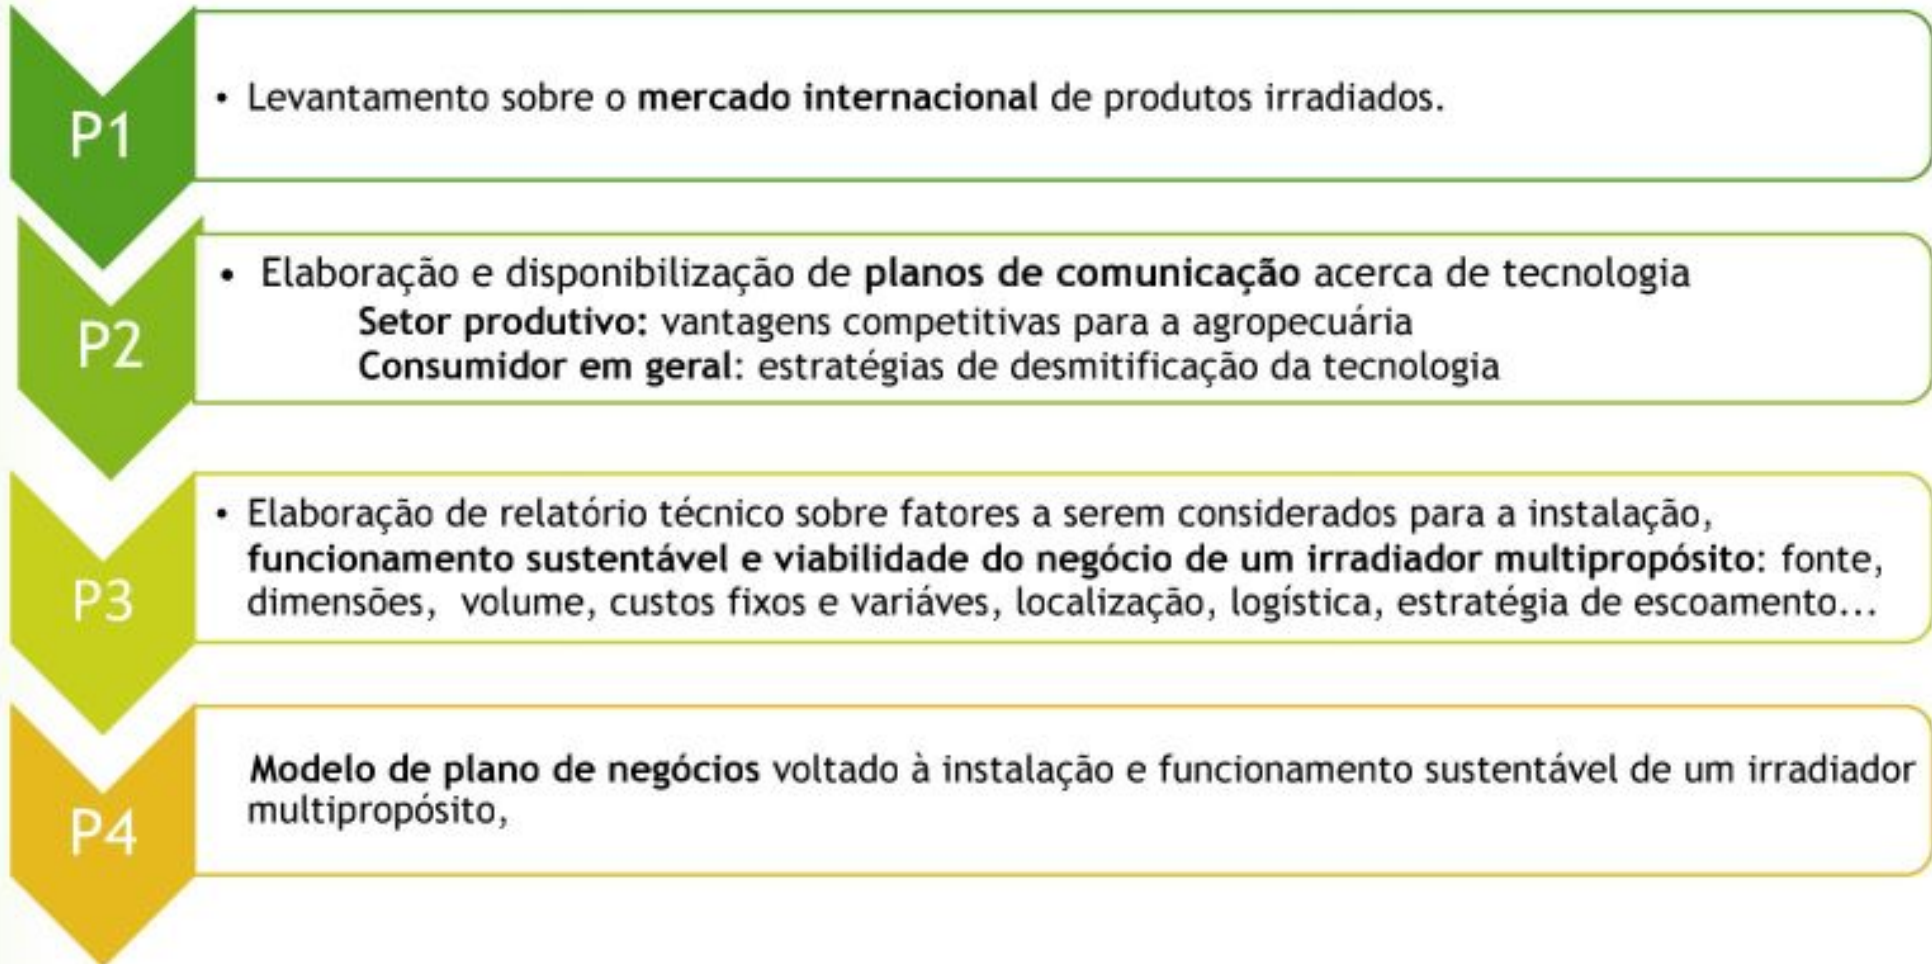 P1
• Levantamento sobre o mercado internacional de produtos irradiados.
P2
• Elaboração e disponibilização de planos de comunicação acerca de tecnologia
Setor produtivo: vantagens competitivas para a agropecuária
Consumidor em geral: estratégias de desmitificação da tecnologia
P3
• Elaboração de relatório técnico sobre fatores a serem considerados para a instalação,
funcionamento sustentável e viabilidade do negócio de um irradiador multipropósito: fonte,
dimensões, volume, custos fixos e variáves, localização, logística, estratégia de escoamento...
P4
Modelo de plano de negócios voltado à instalação e funcionamento sustentável de um irradiador
multipropósito,